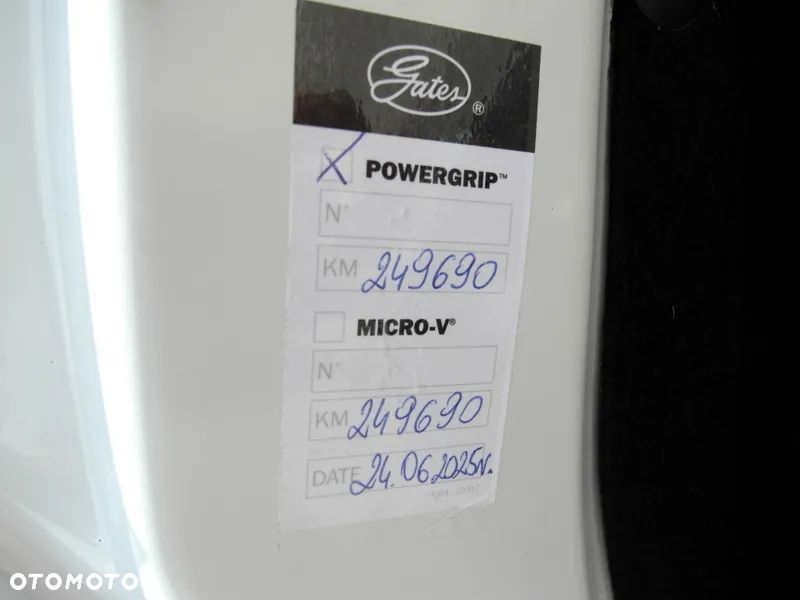 Gates®
X POWERGRIP™
N°
KM 249690
MICRO-V®
N°
KM 249690
DATE 24.06 2025r.
OTOMOTO